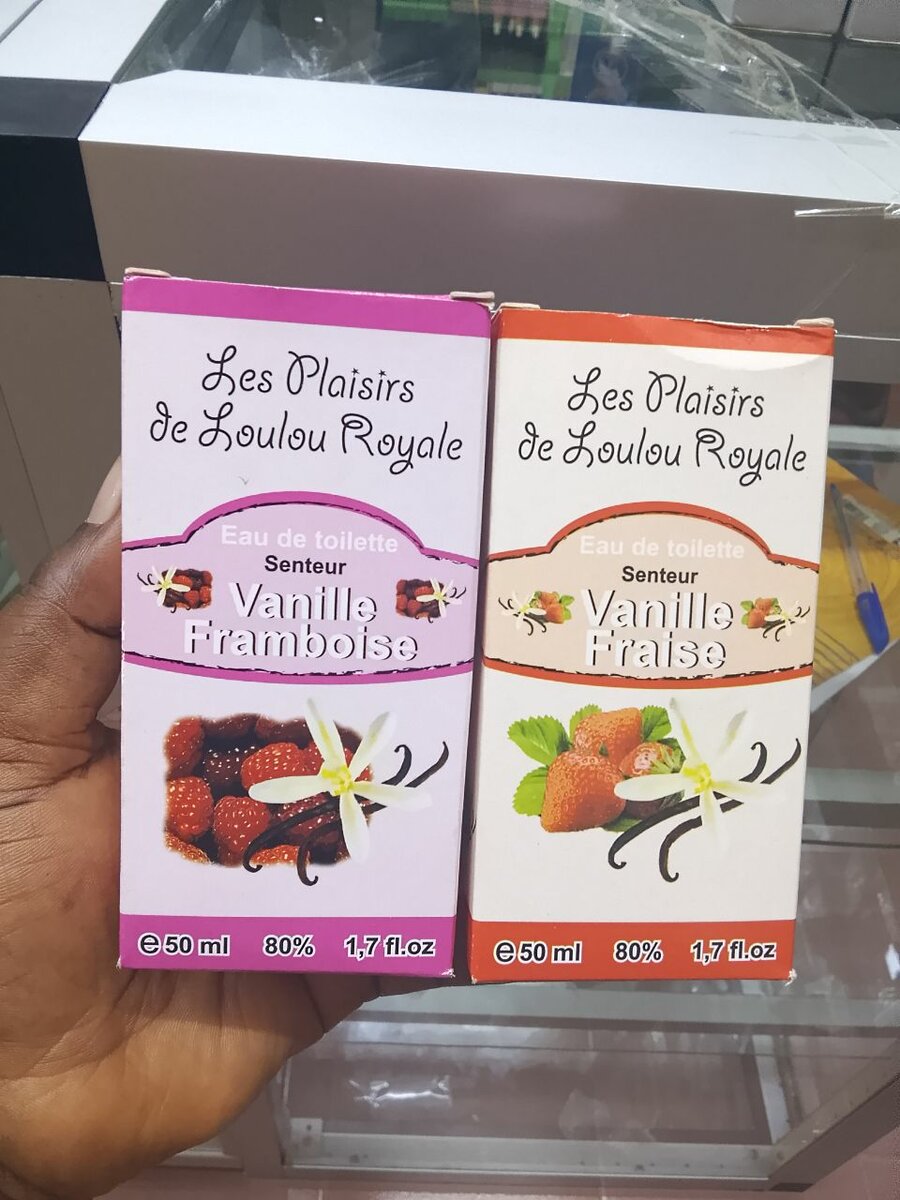 Les Plaisirs
de Loulou Royale
Eau de toilette
Senteur
Vanille
Framboise
e 50 ml 80% 1,7 fl.oz
Les Plaisirs
de Loulou Royale
Eau de toilette
Senteur
Vanille
Fraise
e 50 ml 80% 1,7 fl.oz